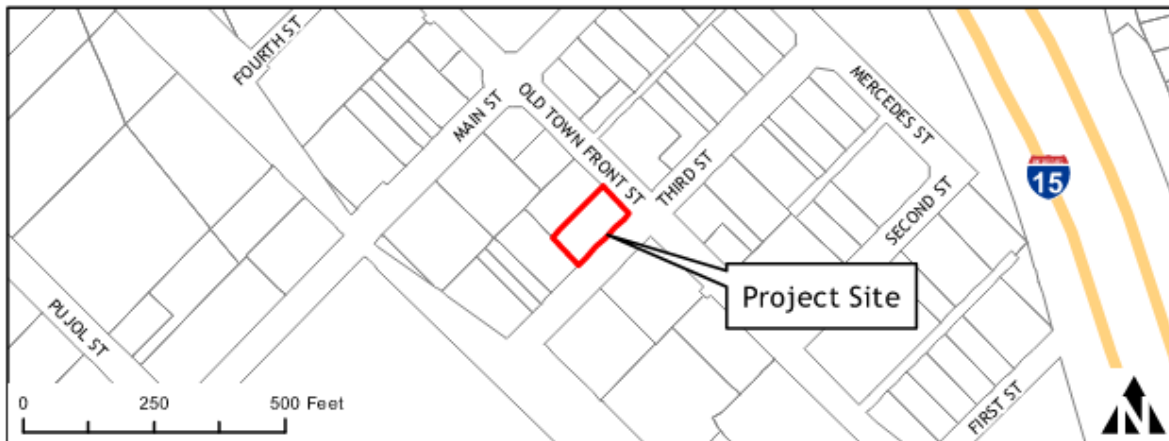 FOURTH ST
MAIN ST
OLD TOWN FRONT ST
MERCEDES ST
THIRD ST
15
SECOND ST
Project Site
PUJOL ST
0 250 500 Feet
FIRST ST
N